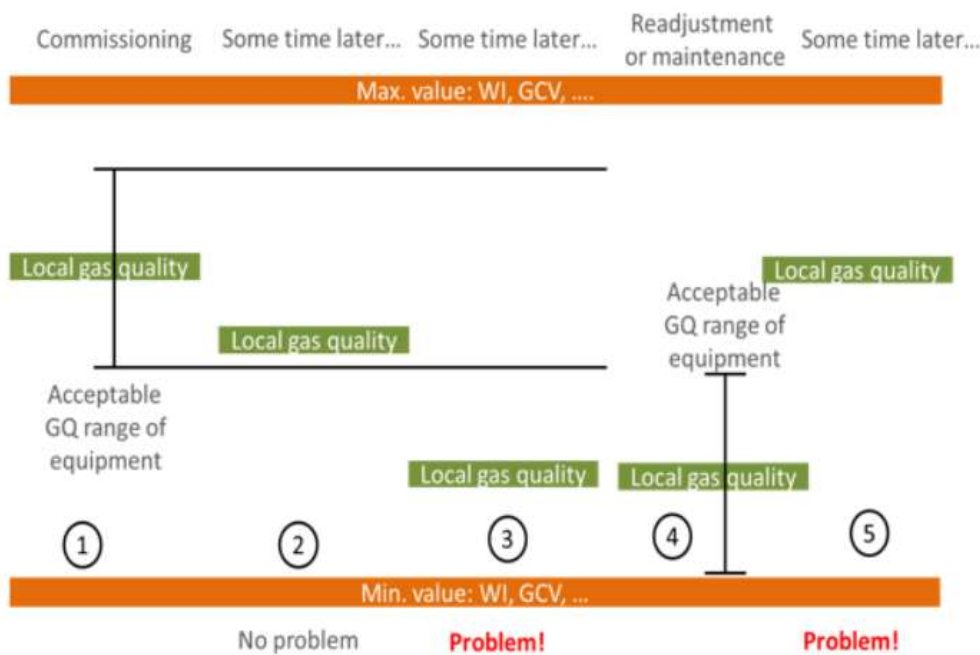 Commissioning
Some time later...
Some time later...
Readjustment
or maintenance
Some time later...
Max. value: WI, GCV, ....
Local gas quality
Local gas quality
Acceptable
GQ range of
equipment
Local gas quality
Acceptable
GQ range of
equipment
Local gas quality
Local gas quality
1
2
3
4
5
Min. value: WI, GCV, ...
No problem
Problem!
Problem!